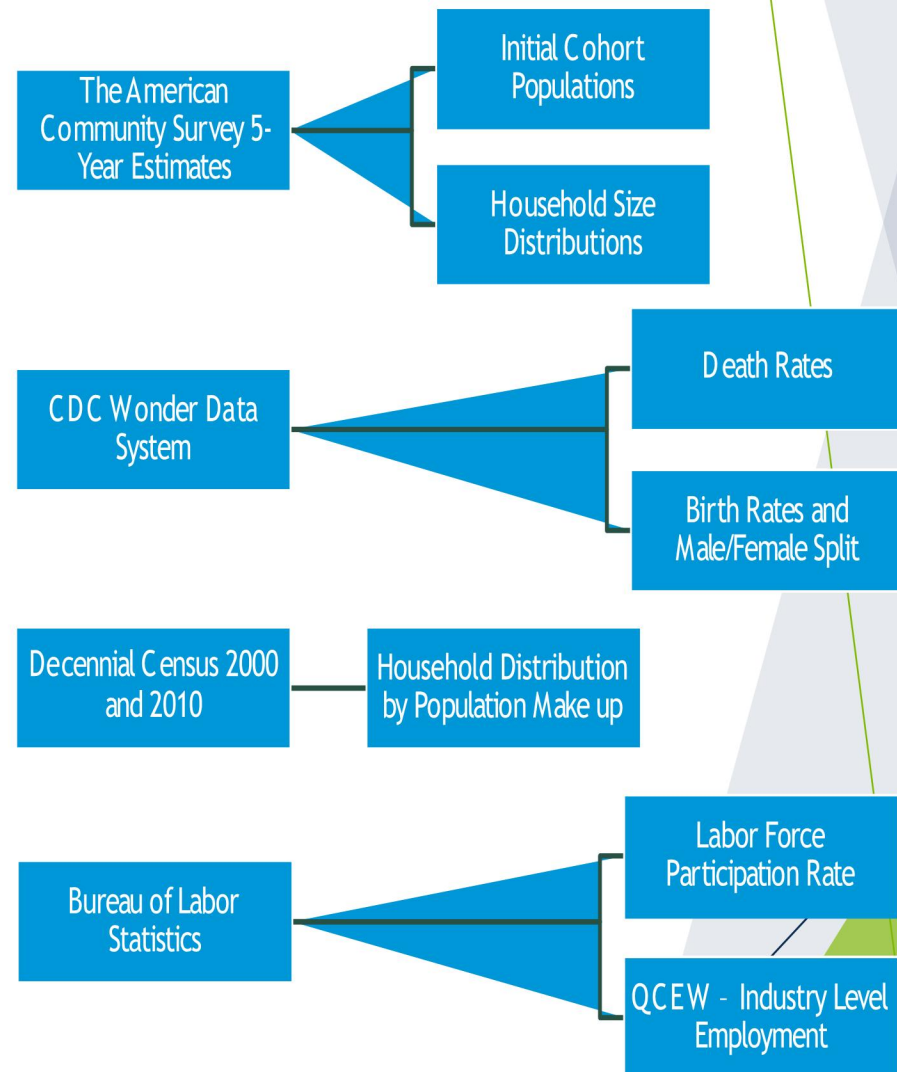 The American
Community Survey 5-
Year Estimates
Initial Cohort
Populations
Household Size
Distributions
CDC Wonder Data
System
Death Rates
Birth Rates and
Male/Female Split
Decennial Census 2000
and 2010
Household Distribution
by Population Make up
Bureau of Labor
Statistics
Labor Force
Participation Rate
QCEW - Industry Level
Employment